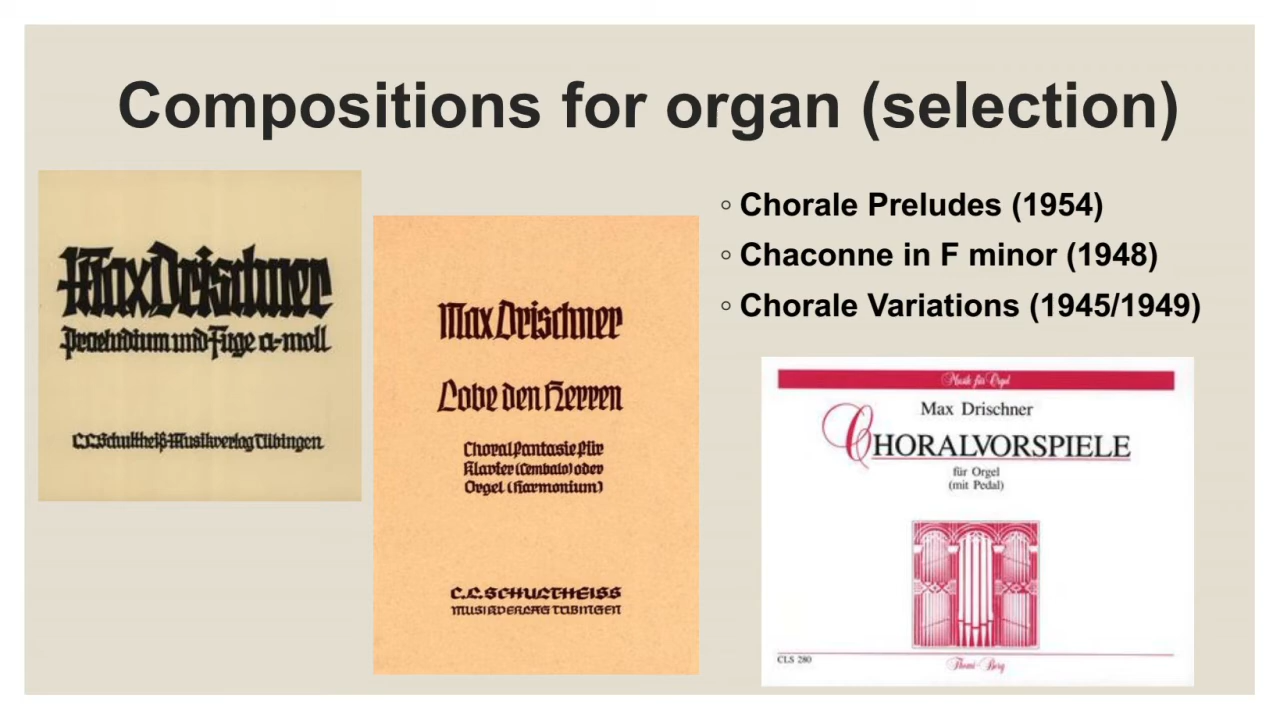 Compositions for organ (selection)
Max Drischner
Praeludium und Fuge a-moll
C.C. Schultheiß Musikverlag Tübingen
Max Drischner
Lobe den Herren
Choralfantasie für
Klavier (Cembalo) oder
Orgel (Harmonium)
C.L. SCHULTHEISS
MUSIKVERLAG TÜBINGEN
◦ Chorale Preludes (1954)
◦ Chaconne in F minor (1948)
◦ Chorale Variations (1945/1949)
Musik für Orgel
Max Drischner
CHORALVORSPIELE
für Orgel
(mit Pedal)
CLS 280
Thomi-Berg